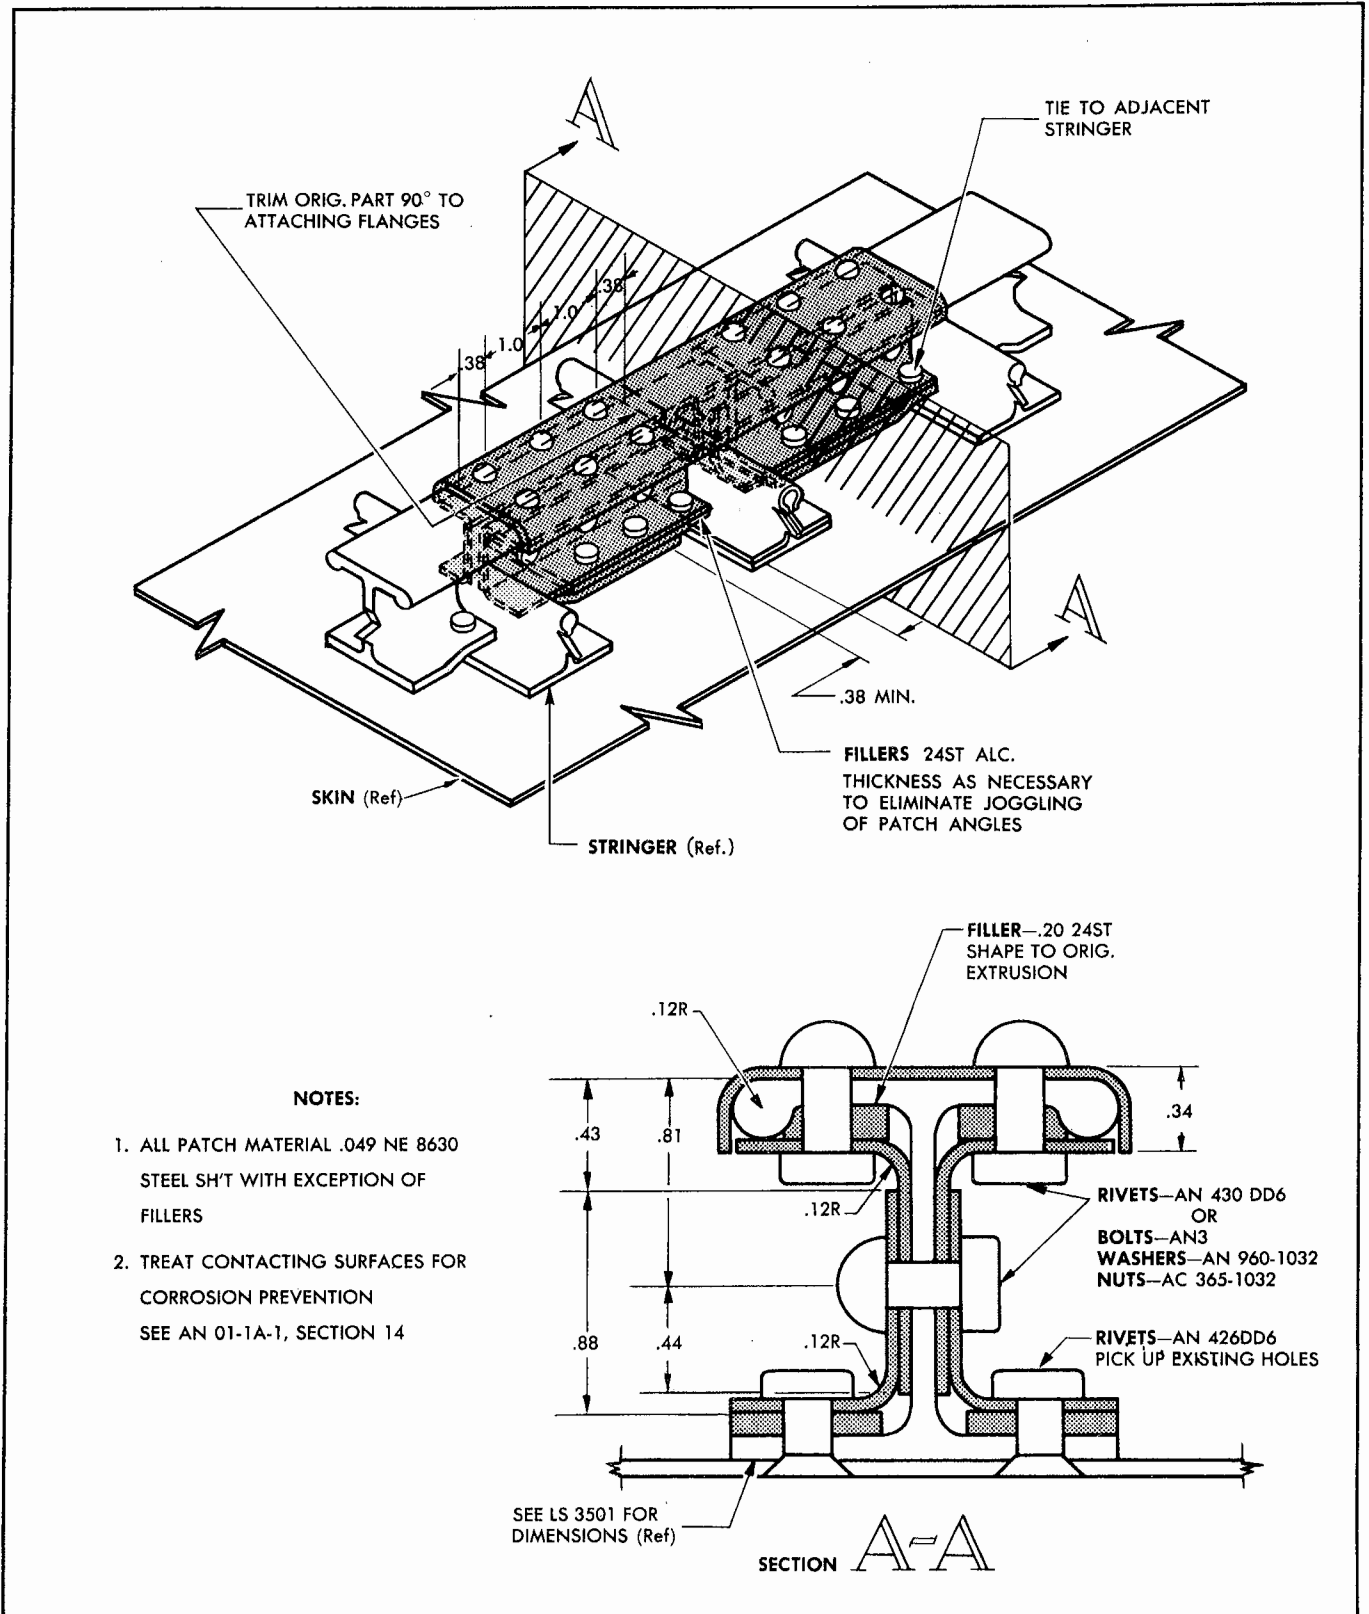 A
TIE TO ADJACENT
STRINGER
TRIM ORIG. PART 90° TO
ATTACHING FLANGES
.38
1.0
1.0
.38
A
.38 MIN.
FILLERS 24ST ALC.
THICKNESS AS NECESSARY
TO ELIMINATE JOGGLING
OF PATCH ANGLES
SKIN (Ref)
STRINGER (Ref.)
FILLER—.20 24ST
SHAPE TO ORIG.
EXTRUSION
.12R
NOTES:
1. ALL PATCH MATERIAL .049 NE 8630
STEEL SH'T WITH EXCEPTION OF
FILLERS
2. TREAT CONTACTING SURFACES FOR
CORROSION PREVENTION
SEE AN 01-1A-1, SECTION 14
.43
.81
.34
.12R
RIVETS—AN 430 DD6
OR
BOLTS—AN3
WASHERS—AN 960-1032
NUTS—AC 365-1032
.88
.44
.12R
RIVETS—AN 426DD6
PICK UP EXISTING HOLES
SEE LS 3501 FOR
DIMENSIONS (Ref)
SECTION A-A